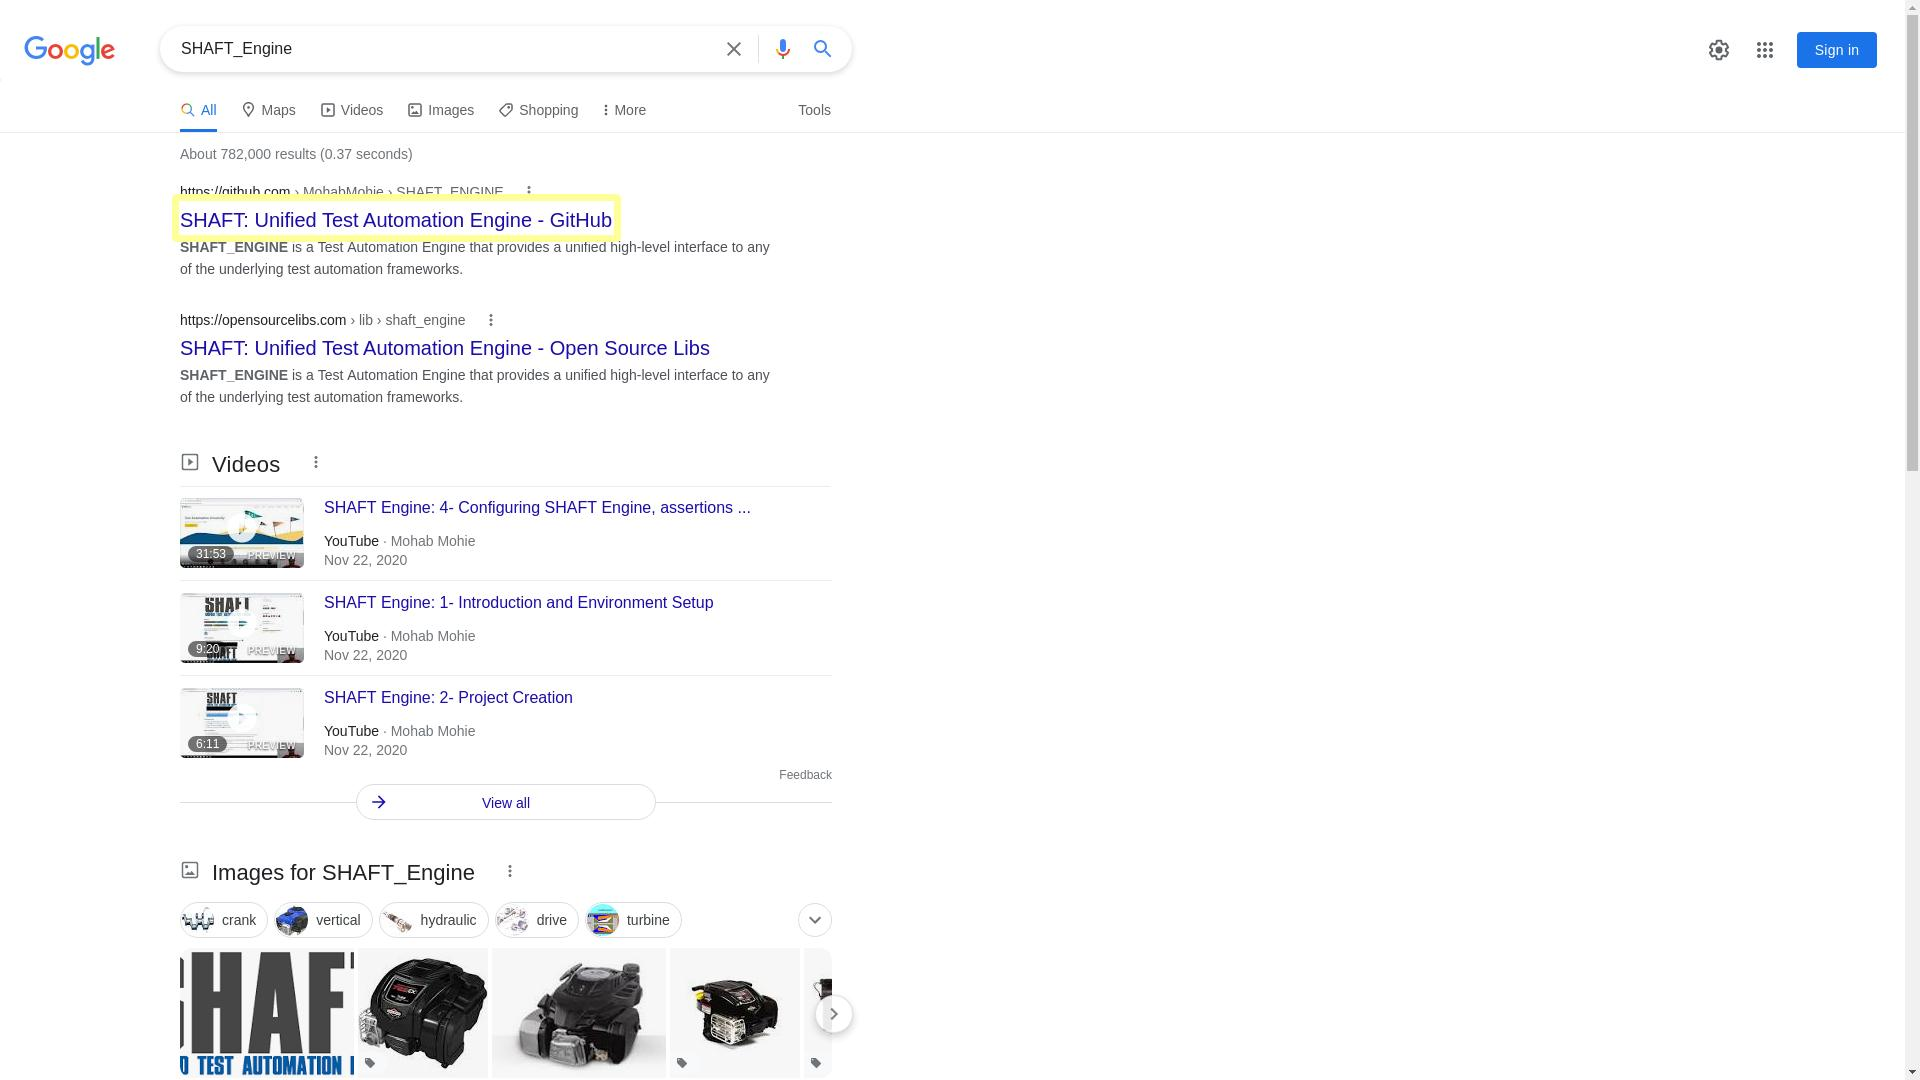 Google
SHAFT_Engine
Sign in
All
Maps
Videos
Images
Shopping
More
Tools
About 782,000 results (0.37 seconds)
https://github.com › MohabMohie › SHAFT_ENGINE
SHAFT: Unified Test Automation Engine - GitHub
SHAFT_ENGINE is a Test Automation Engine that provides a unified high-level interface to any
of the underlying test automation frameworks.
https://opensourcelibs.com › lib › shaft_engine
SHAFT: Unified Test Automation Engine - Open Source Libs
SHAFT_ENGINE is a Test Automation Engine that provides a unified high-level interface to any
of the underlying test automation frameworks.
Videos
SHAFT Engine: 4- Configuring SHAFT Engine, assertions ...
31:53
PREVIEW
YouTube · Mohab Mohie
Nov 22, 2020
SHAFT Engine: 1- Introduction and Environment Setup
SHAFT
9:20
PREVIEW
YouTube · Mohab Mohie
Nov 22, 2020
SHAFT Engine: 2- Project Creation
SHAFT
6:11
PREVIEW
YouTube · Mohab Mohie
Nov 22, 2020
Feedback
View all
Images for SHAFT_Engine
crank
vertical
hydraulic
drive
turbine
SHAF
D TEST AUTOMATION